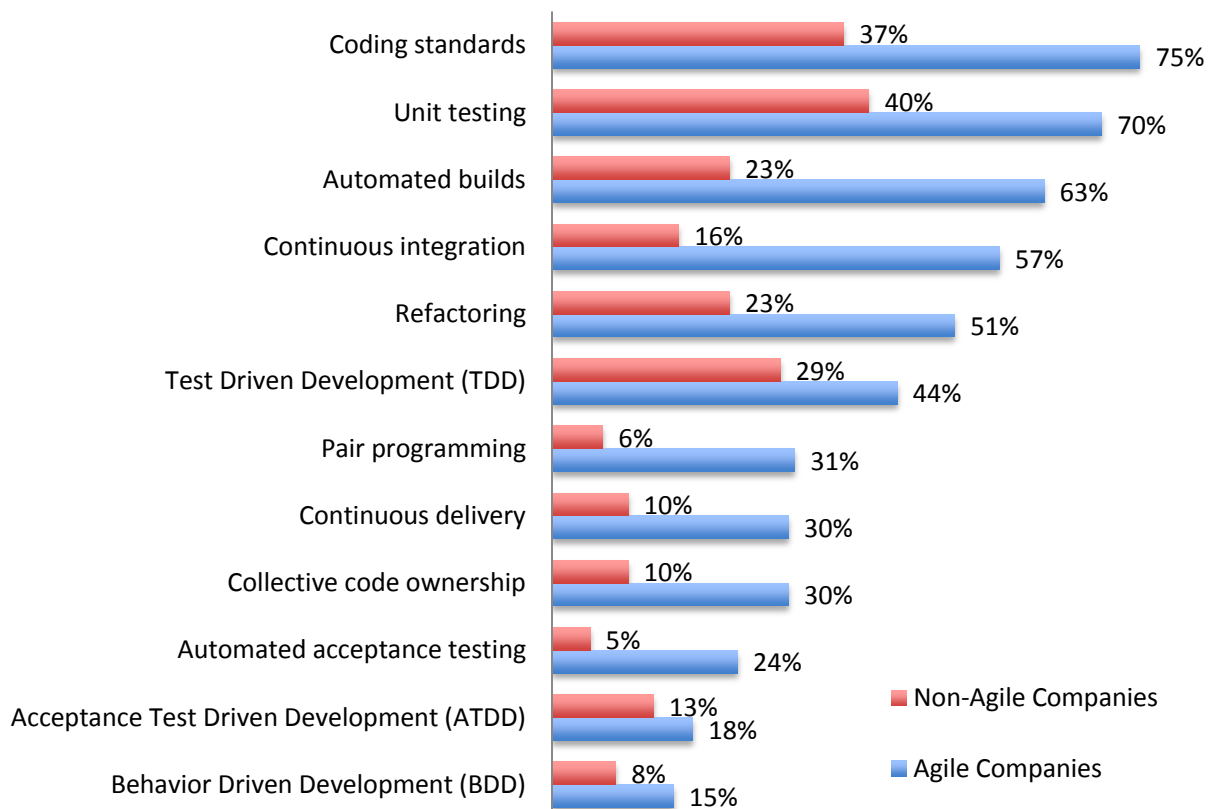 Coding standards
37%
75%
Unit testing
40%
70%
Automated builds
23%
63%
Continuous integration
16%
57%
Refactoring
23%
51%
Test Driven Development (TDD)
29%
44%
Pair programming
6%
31%
Continuous delivery
10%
30%
Collective code ownership
10%
30%
Automated acceptance testing
5%
24%
Acceptance Test Driven Development (ATDD)
13%
18%
Behavior Driven Development (BDD)
8%
15%
Non-Agile Companies
Agile Companies